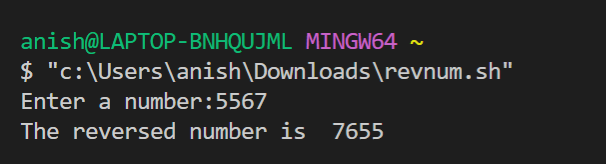 anish@LAPTOP-BNHQUJML MINGW64 ~
$ "c:\Users\anish\Downloads\revnum.sh"
Enter a number:5567
The reversed number is  7655